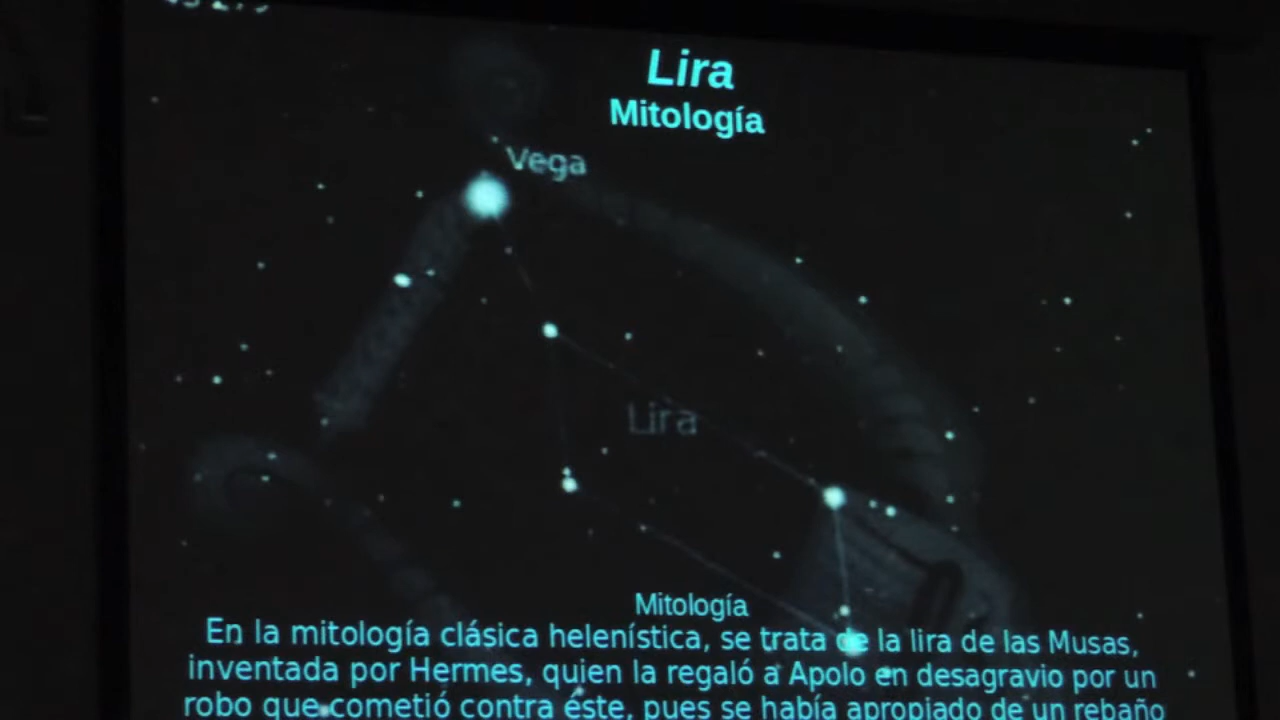 Lira
Mitología
Vega
Lira
Mitología
En la mitología clásica helenística, se trata de la lira de las Musas,
inventada por Hermes, quien la regaló a Apolo en desagravio por un
robo que cometió contra éste, pues se había apropiado de un rebaño